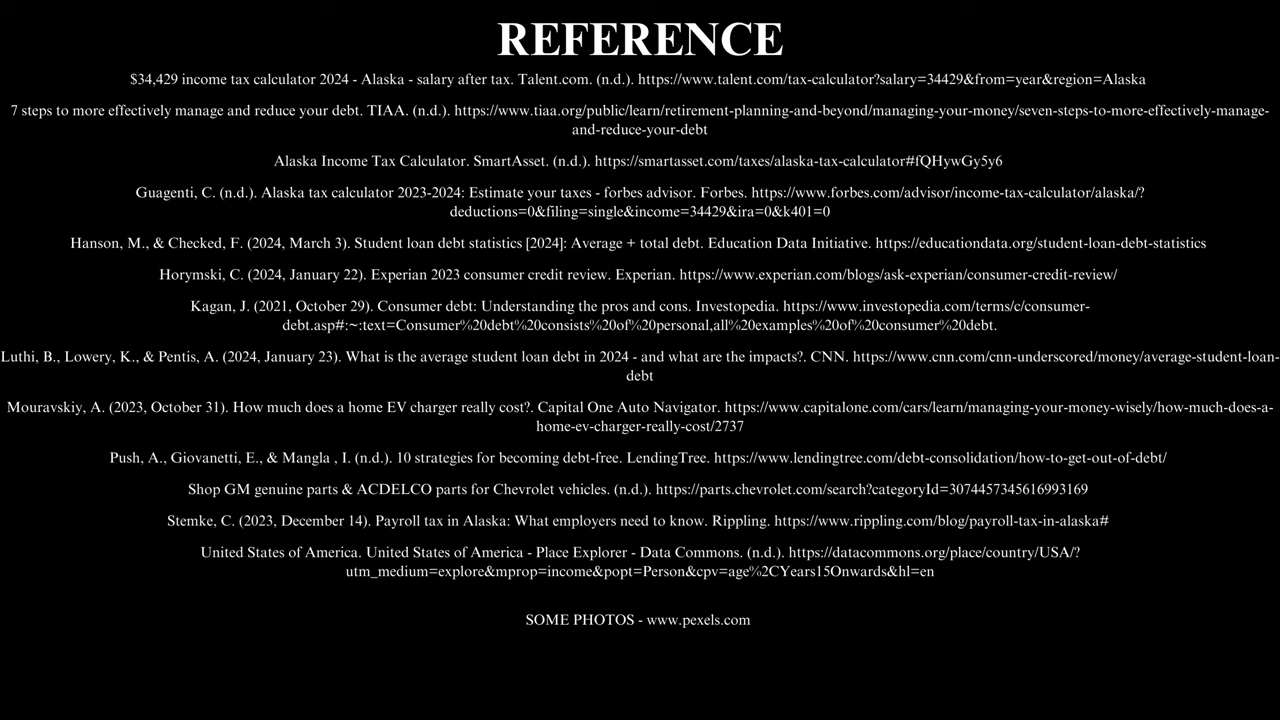 REFERENCE
$34,429 income tax calculator 2024 - Alaska - salary after tax. Talent.com. (n.d.). https://www.talent.com/tax-calculator?salary=34429&from=year&region=Alaska
7 steps to more effectively manage and reduce your debt. TIAA. (n.d.). https://www.tiaa.org/public/learn/retirement-planning-and-beyond/managing-your-money/seven-steps-to-more-effectively-manage-
and-reduce-your-debt
Alaska Income Tax Calculator. SmartAsset. (n.d.). https://smartasset.com/taxes/alaska-tax-calculator#fQHywGy5y6
Guagenti, C. (n.d.). Alaska tax calculator 2023-2024: Estimate your taxes - forbes advisor. Forbes. https://www.forbes.com/advisor/income-tax-calculator/alaska/?
deductions=0&filing=single&income=34429&ira=0&k401=0
Hanson, M., & Checked, F. (2024, March 3). Student loan debt statistics [2024]: Average + total debt. Education Data Initiative. https://educationdata.org/student-loan-debt-statistics
Horymski, C. (2024, January 22). Experian 2023 consumer credit review. Experian. https://www.experian.com/blogs/ask-experian/consumer-credit-review/
Kagan, J. (2021, October 29). Consumer debt: Understanding the pros and cons. Investopedia. https://www.investopedia.com/terms/c/consumer-
debt.asp#:~:text=Consumer%20debt%20consists%20of%20personal,all%20examples%20of%20consumer%20debt.
Luthi, B., Lowery, K., & Pentis, A. (2024, January 23). What is the average student loan debt in 2024 - and what are the impacts?. CNN. https://www.cnn.com/cnn-underscored/money/average-student-loan-
debt
Mouravskiy, A. (2023, October 31). How much does a home EV charger really cost?. Capital One Auto Navigator. https://www.capitalone.com/cars/learn/managing-your-money-wisely/how-much-does-a-
home-ev-charger-really-cost/2737
Push, A., Giovanetti, E., & Mangla , I. (n.d.). 10 strategies for becoming debt-free. LendingTree. https://www.lendingtree.com/debt-consolidation/how-to-get-out-of-debt/
Shop GM genuine parts & ACDELCO parts for Chevrolet vehicles. (n.d.). https://parts.chevrolet.com/search?categoryId=3074457345616993169
Stemke, C. (2023, December 14). Payroll tax in Alaska: What employers need to know. Rippling. https://www.rippling.com/blog/payroll-tax-in-alaska#
United States of America. United States of America - Place Explorer - Data Commons. (n.d.). https://datacommons.org/place/country/USA/?
utm_medium=explore&mprop=income&popt=Person&cpv=age%2CYears15Onwards&hl=en
SOME PHOTOS - www.pexels.com